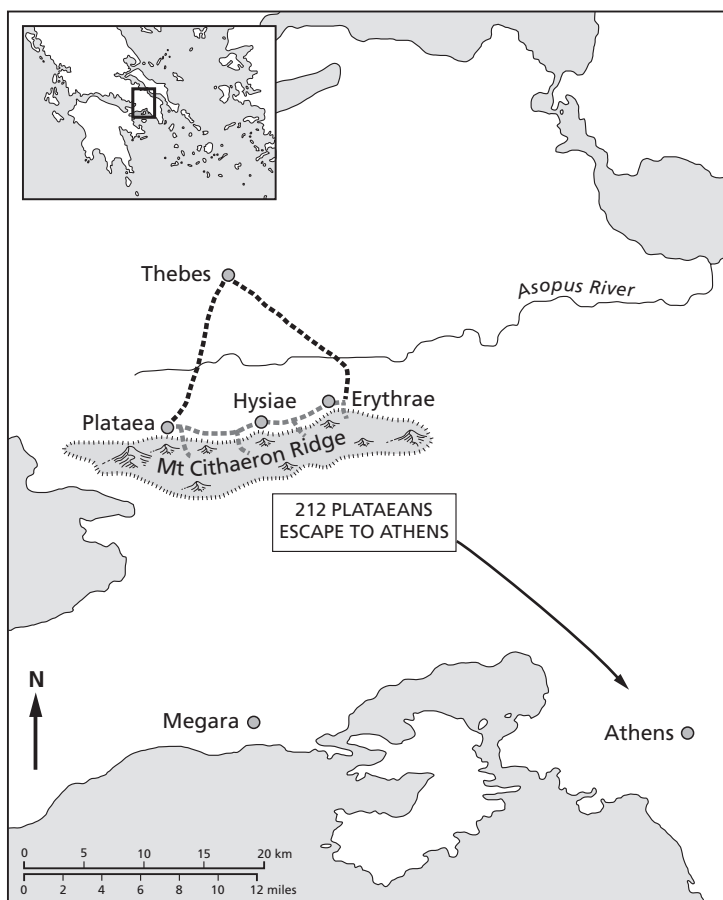 Thebes
Asopus River
Plataea
Hysiae
Erythrae
Mt Cithaeron Ridge
212 PLATAEANS
ESCAPE TO ATHENS
N
Megara
Athens
0 5 10 15 20 km
0 2 4 6 8 10 12 miles